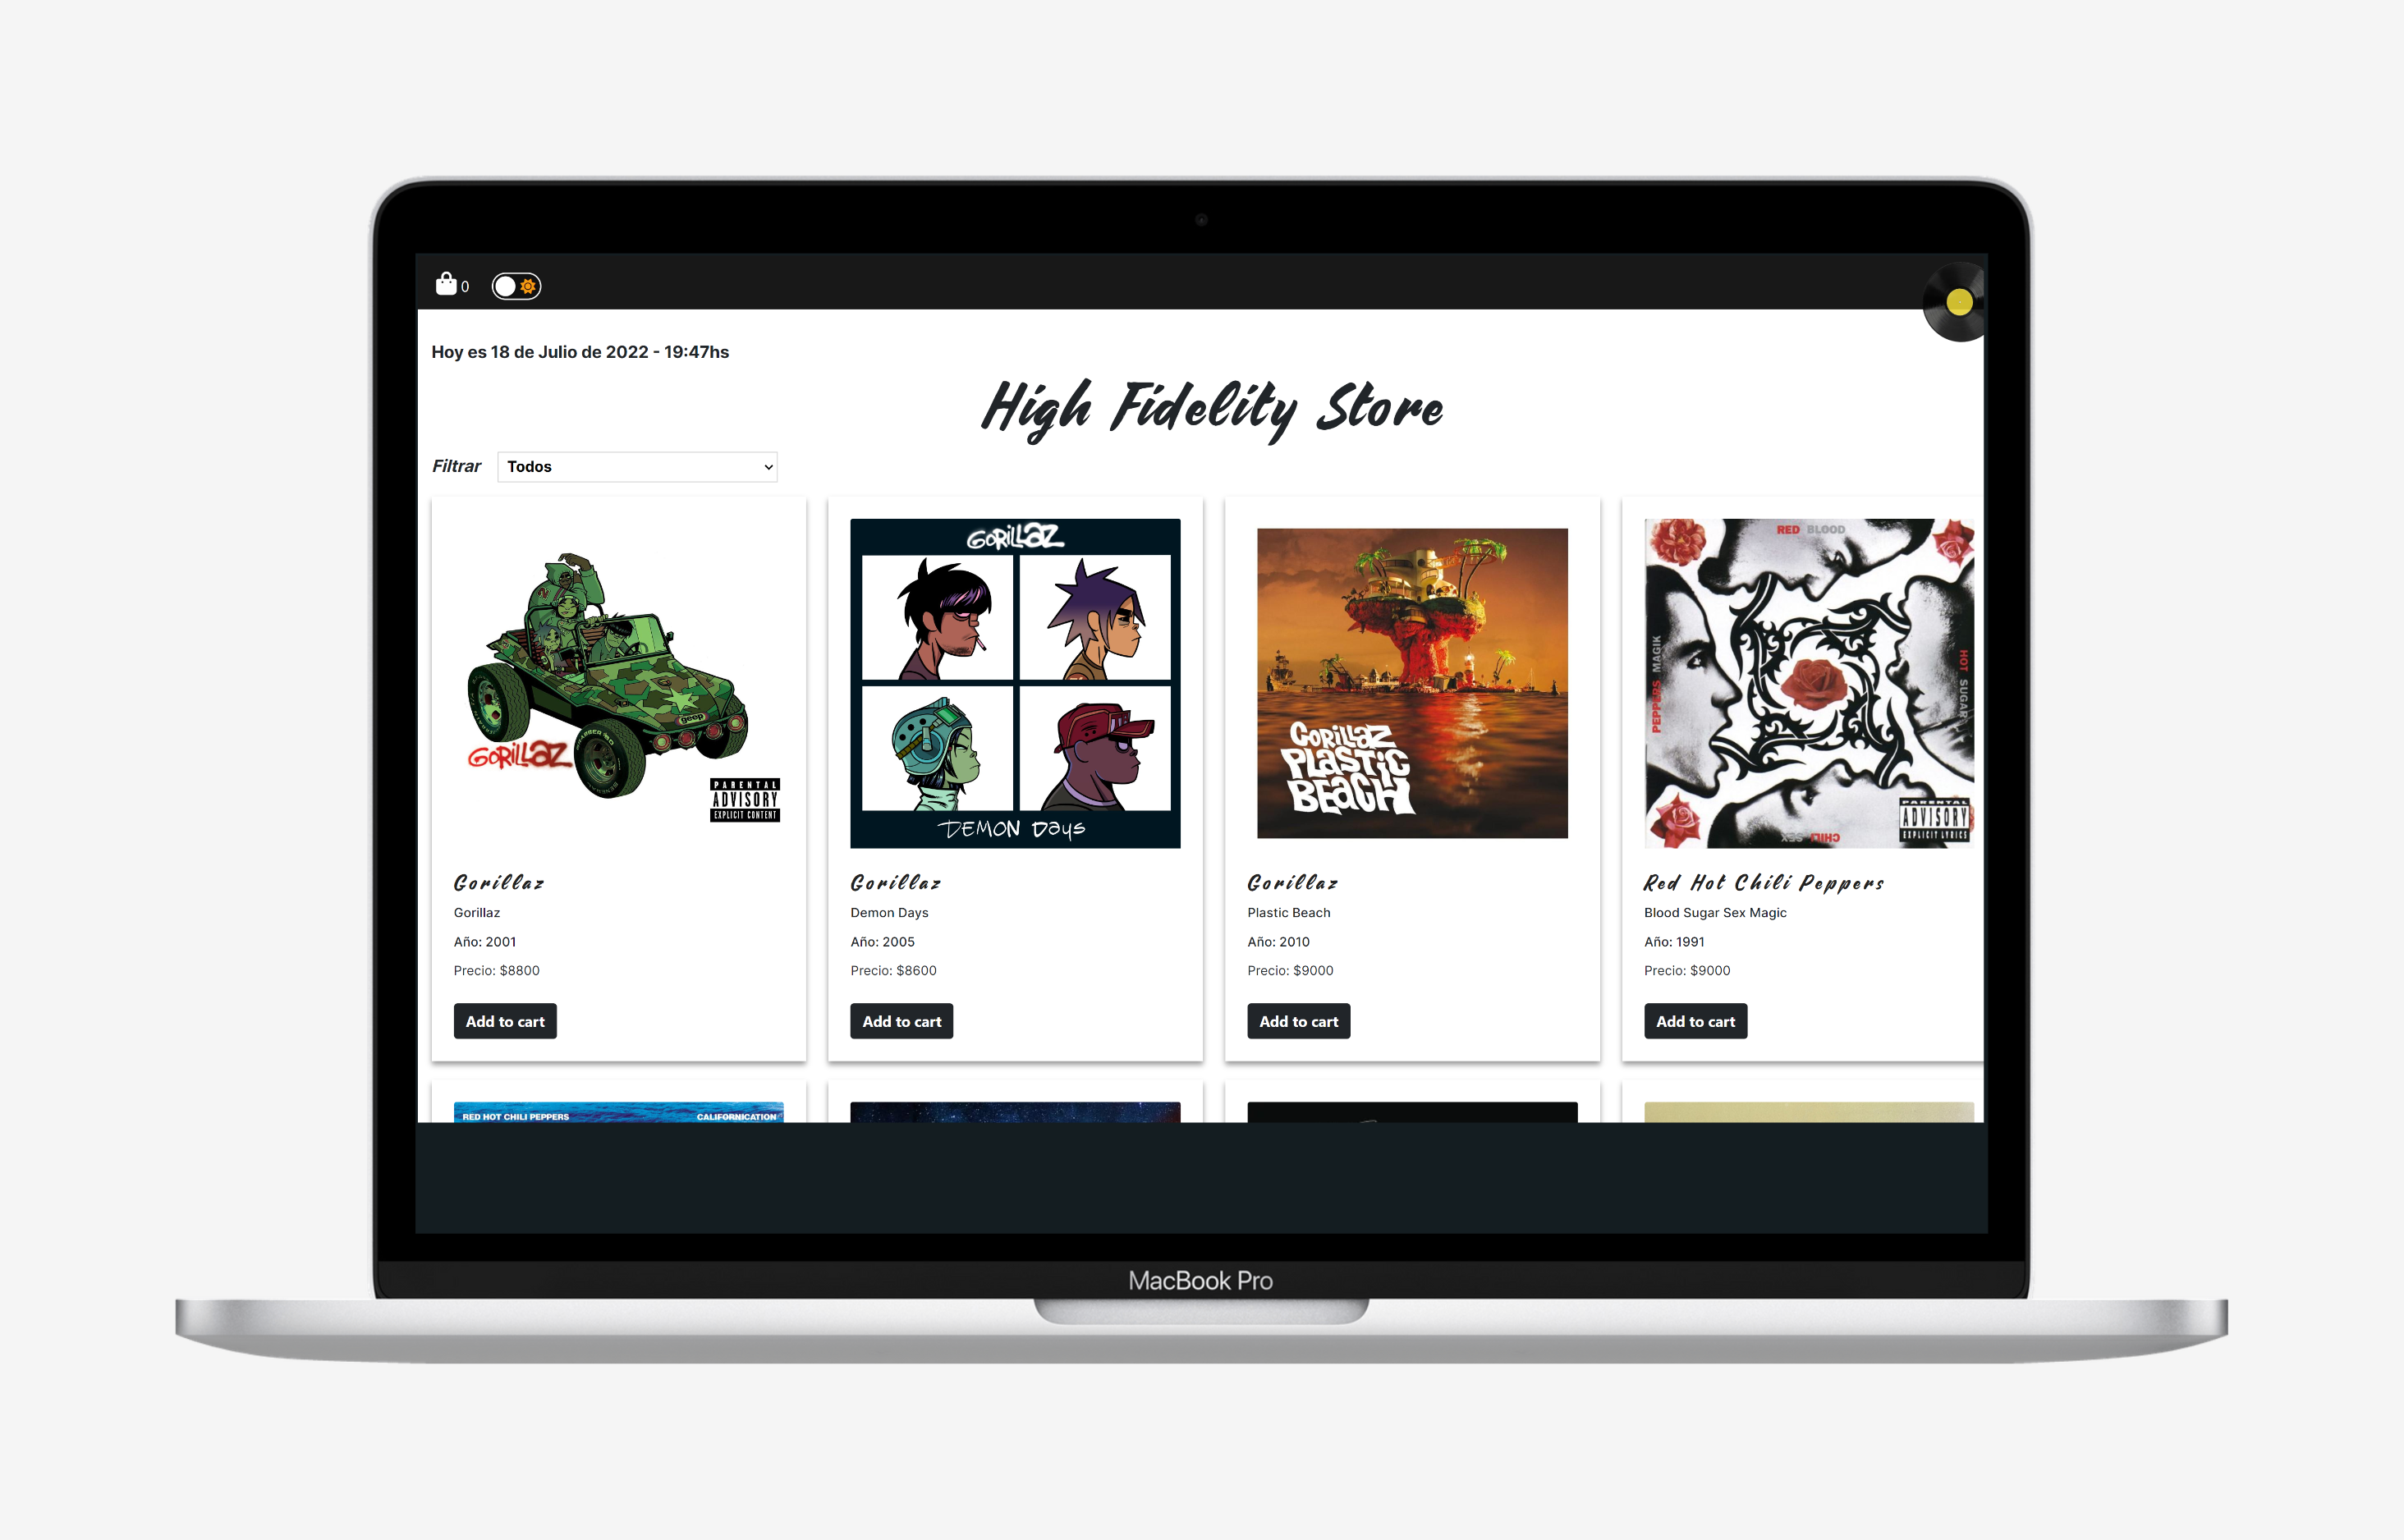 0
Hoy es 18 de Julio de 2022 - 19:47hs
High Fidelity Store
Filtrar
Todos
GORILLAZ
PARENTAL
ADVISORY
EXPLICIT CONTENT
Gorillaz
Gorillaz
Año: 2001
Precio: $8800
Add to cart
GORILLAZ
DEMON DaYs
Gorillaz
Demon Days
Año: 2005
Precio: $8600
Add to cart
GORILLAZ
PLASTIC
BEACH
Gorillaz
Plastic Beach
Año: 2010
Precio: $9000
Add to cart
RED BLOOD
HOT SUGAR
CHILI SEX
PEPPERS MAGIK
PARENTAL
ADVISORY
EXPLICIT LYRICS
Red Hot Chili Peppers
Blood Sugar Sex Magic
Año: 1991
Precio: $9000
Add to cart
RED HOT CHILI PEPPERS
CALIFORNICATION
MacBook Pro